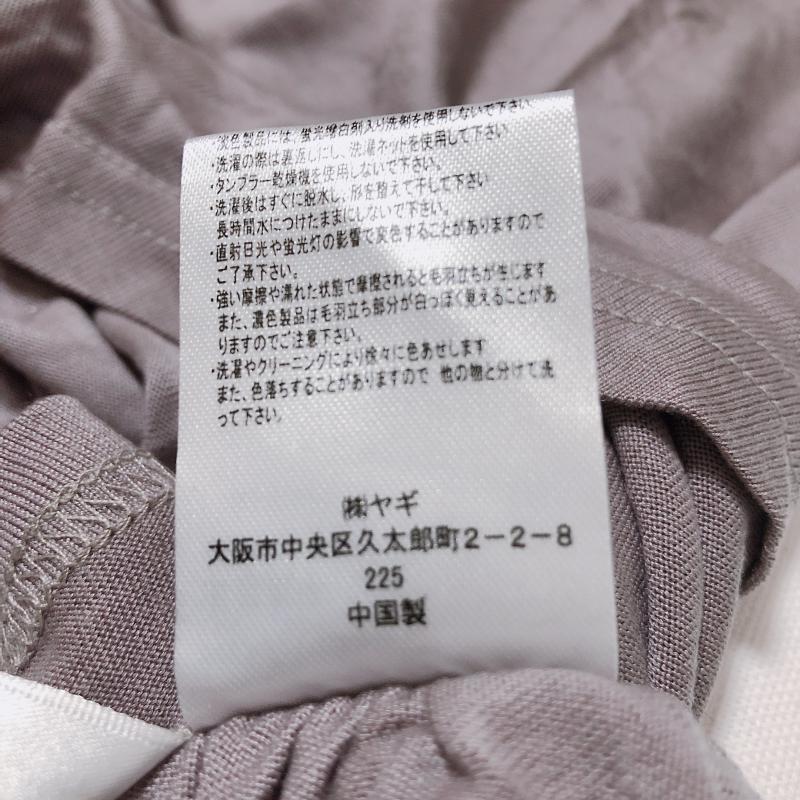 ・淡色製品には、蛍光増白剤入り洗剤を使用しないで下さい
・洗濯の際は裏返しにし、洗濯ネットを使用して下さい
・タンブラー乾燥機を使用しないで下さい。
・洗濯後はすぐに脱水し、形を整えて干して下さい
長時間水につけたままにしないで下さい。
・直射日光や蛍光灯の影響で変色することがありますので
ご了承下さい。
・強い摩擦や濡れた状態で摩擦されると毛羽立ちが生じます
また、濃色製品は毛羽立ち部分が白っぽく見えることがあ
りますのでご注意下さい。
・洗濯やクリーニングにより徐々に色あせします
また、色落ちすることがありますので 他の物と分けて洗
って下さい。
㈱ヤギ
大阪市中央区久太郎町2-2-8
225
中国製